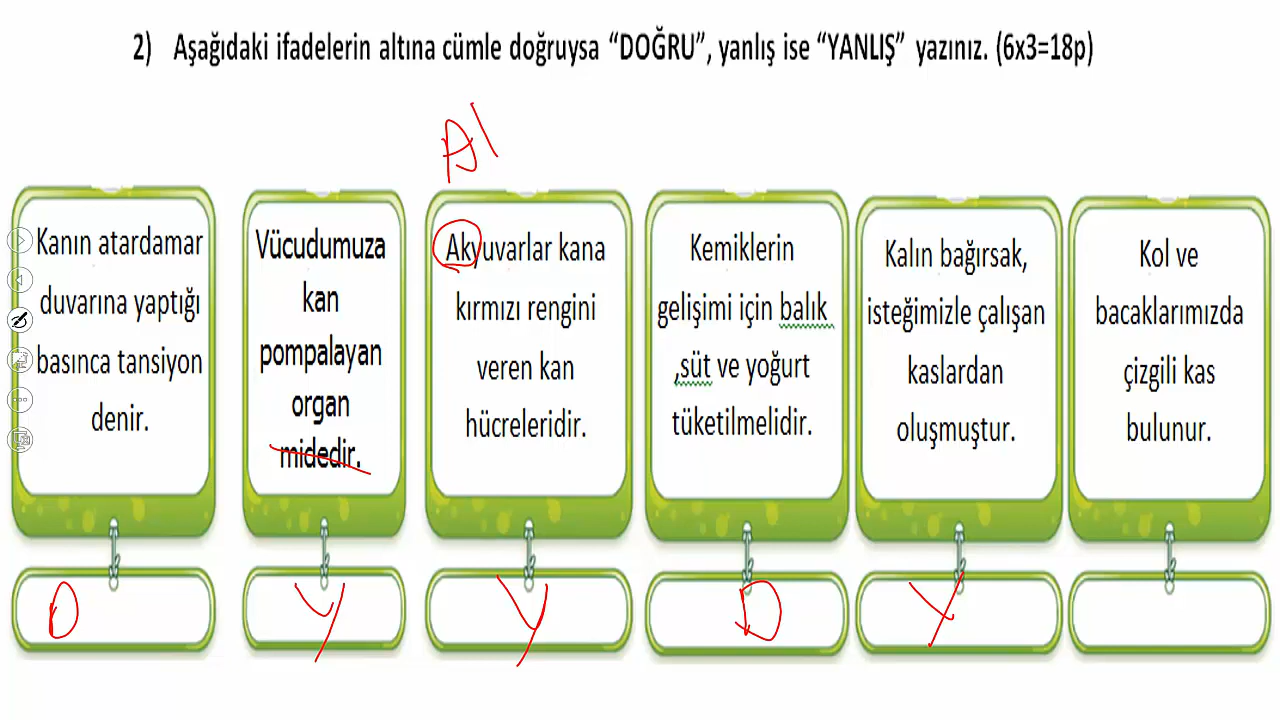 2) Aşağıdaki ifadelerin altına cümle doğruysa “DOĞRU”, yanlış ise “YANLIŞ” yazınız. (6x3=18p)
Al
Kanın atardamar
duvarına yaptığı
basınca tansiyon
denir.
D
Vücudumuza
kan
pompalayan
organ
midedir.
Y
Akyuvarlar kana
kırmızı rengini
veren kan
hücreleridir.
Y
Kemiklerin
gelişimi için balık
,süt ve yoğurt
tüketilmelidir.
D
Kalın bağırsak,
isteğimizle çalışan
kaslardan
oluşmuştur.
Y
Kol ve
bacaklarımızda
çizgili kas
bulunur.